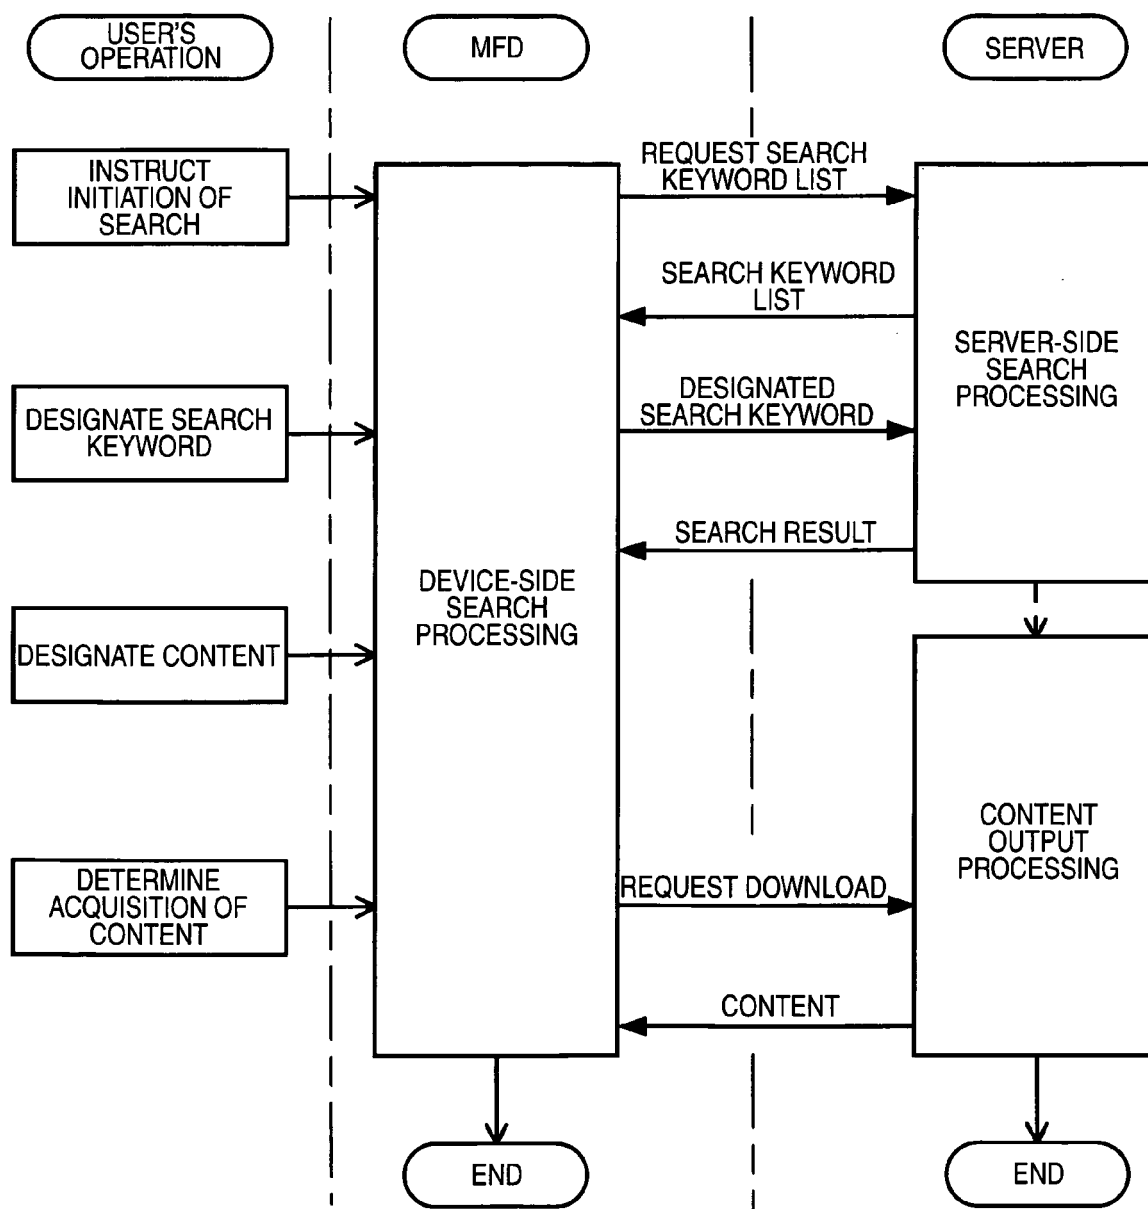 USER'S
OPERATION
MFD
SERVER
INSTRUCT
INITIATION OF
SEARCH
REQUEST SEARCH
KEYWORD LIST
SEARCH KEYWORD
LIST
SERVER-SIDE
SEARCH
PROCESSING
DESIGNATE SEARCH
KEYWORD
DESIGNATED
SEARCH KEYWORD
SEARCH RESULT
DEVICE-SIDE
SEARCH
PROCESSING
DESIGNATE CONTENT
CONTENT
OUTPUT
PROCESSING
DETERMINE
ACQUISITION OF
CONTENT
REQUEST DOWNLOAD
CONTENT
END
END